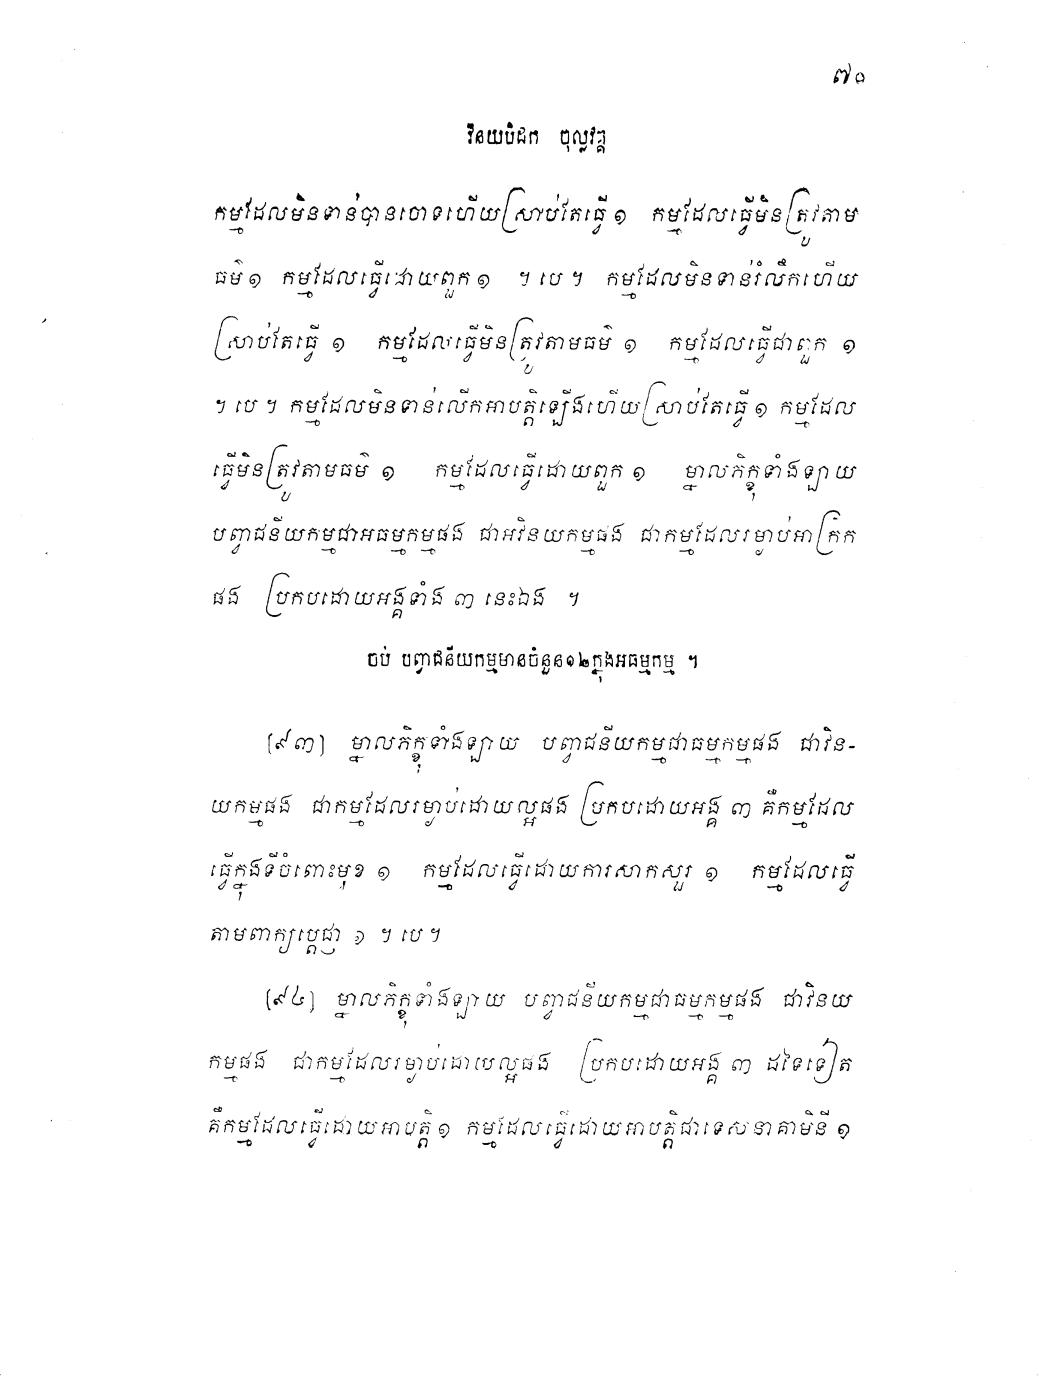 ៧០
វិនយបិដក ចុល្លវគ្គ
កម្មដែលមិនទាន់បានចោទហើយស្រាប់តែធ្វើ ១ កម្មដែលធ្វើមិនត្រូវតាម
ធម៌ ១ កម្មដែលធ្វើដោយពួក ១ ។ បេ ។ កម្មដែលមិនទាន់រំលឹកហើយ
ស្រាប់តែធ្វើ ១ កម្មដែលធ្វើមិនត្រូវតាមធម៌ ១ កម្មដែលធ្វើជាពួក ១
។ បេ ។ កម្មដែលមិនទាន់លើកអាបត្តិឡើងហើយស្រាប់តែធ្វើ ១ កម្មដែល
ធ្វើមិនត្រូវតាមធម៌ ១ កម្មដែលធ្វើដោយពួក ១ ម្នាលភិក្ខុទាំងឡាយ
បព្វាជនីយកម្មជាអធម្មកម្មផង ជាអវិនយកម្មផង ជាកម្មដែលរម្ងាប់អាក្រក់
ផង ប្រកបដោយអង្គទាំង ៣ នេះឯង ។
ចប់ បព្វាជនីយកម្មមានចំនួន១២ក្នុងអធម្មកម្ម ។
[៩៣] ម្នាលភិក្ខុទាំងឡាយ បព្វាជនីយកម្មជាធម្មកម្មផង ជាវិន-
យកម្មផង ជាកម្មដែលរម្ងាប់ដោយល្អផង ប្រកបដោយអង្គ ៣ គឺកម្មដែល
ធ្វើក្នុងទីចំពោះមុខ ១ កម្មដែលធ្វើដោយការសាកសួរ ១ កម្មដែលធ្វើ
តាមពាក្យប្តេជ្ញា ១ ។ បេ ។
[៩៤] ម្នាលភិក្ខុទាំងឡាយ បព្វាជនីយកម្មជាធម្មកម្មផង ជាវិនយ
កម្មផង ជាកម្មដែលរម្ងាប់ដោយល្អផង ប្រកបដោយអង្គ ៣ ដទៃទៀត
គឺកម្មដែលធ្វើដោយអាបត្តិ ១ កម្មដែលធ្វើដោយអាបត្តិជាទេសនាគាមិនី ១